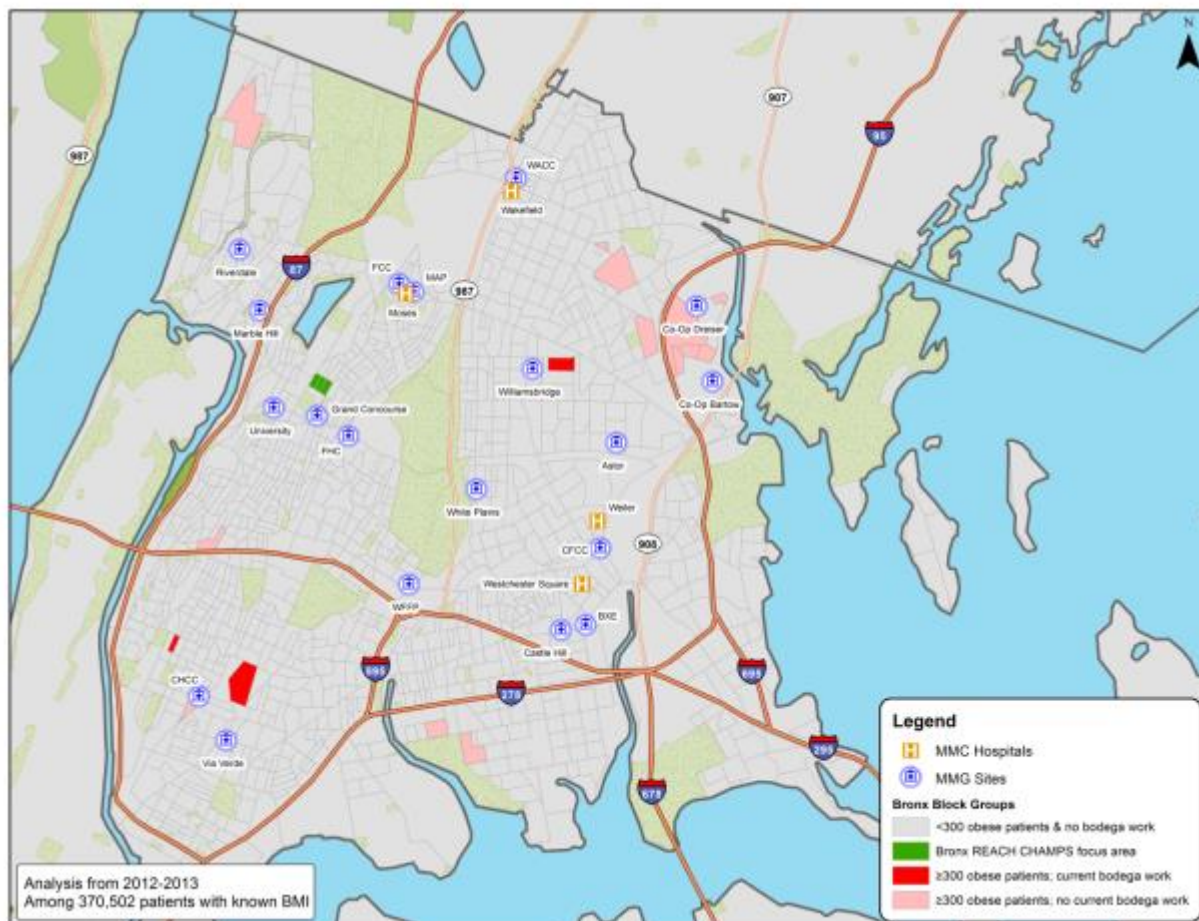 N
987
907
95
WACC
Wakefield
Riverdale
87
FCC
MAP
Moses
987
Marble Hill
Co-Op Dreiser
Williamsbridge
Co-Op Bartow
Grand Concourse
University
FHC
Astor
White Plains
Weiler
CFCC
908
Westchester Square
WFFP
BXE
Castle Hill
895
278
695
CHCC
295
Via Verde
678
Legend
H MMC Hospitals
MMG Sites
Bronx Block Groups
<300 obese patients & no bodega work
Bronx REACH CHAMPS focus area
≥300 obese patients; current bodega work
≥300 obese patients; no current bodega work
Analysis from 2012-2013
Among 370,502 patients with known BMI